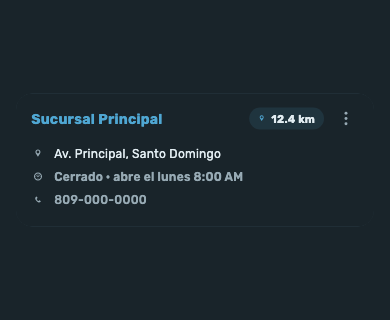 Sucursal Principal
12.4 km
Av. Principal, Santo Domingo
Cerrado • abre el lunes 8:00 AM
809-000-0000